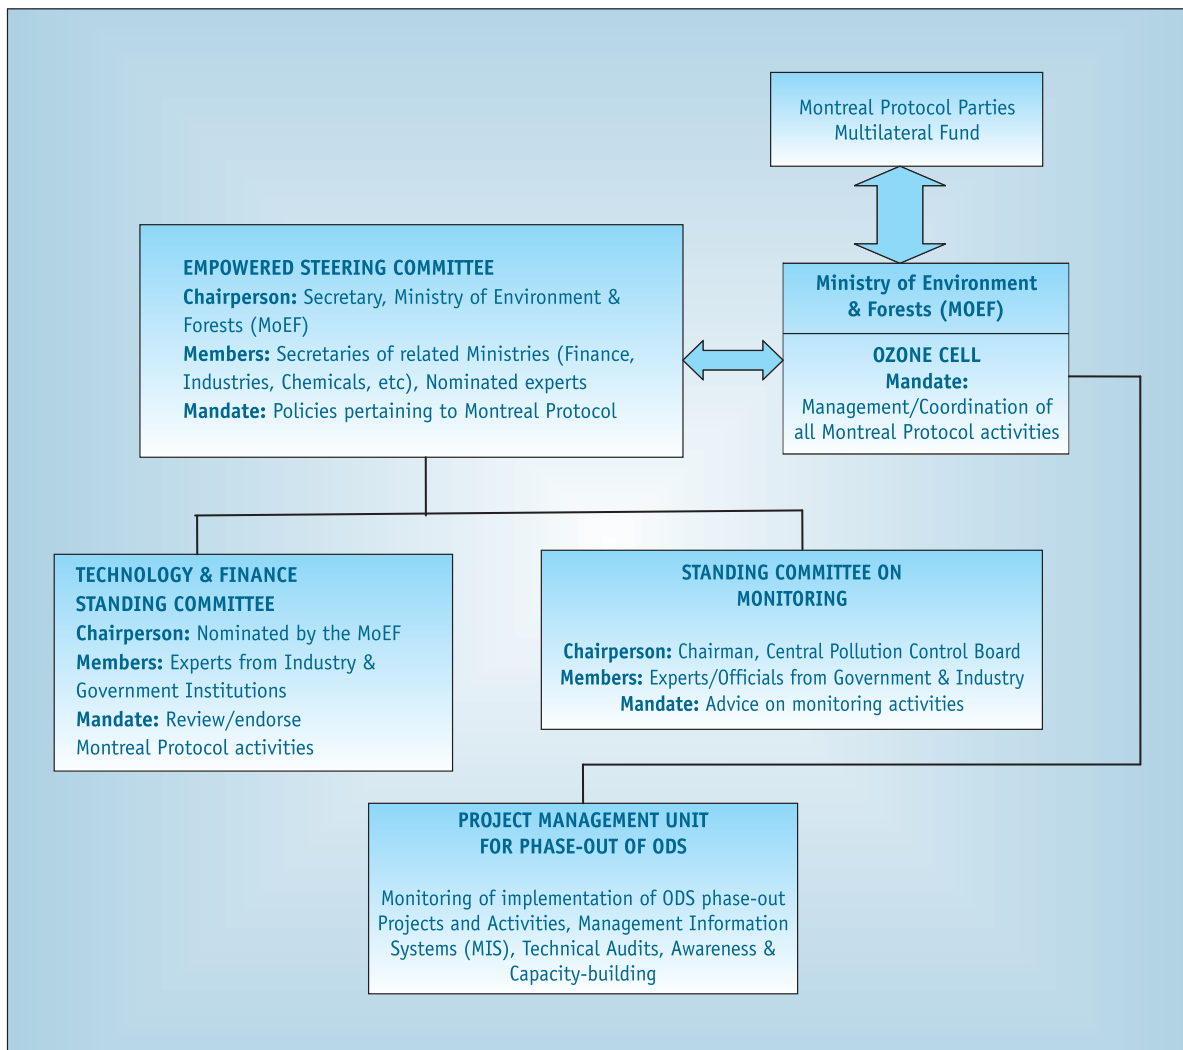 Montreal Protocol Parties
Multilateral Fund
EMPOWERED STEERING COMMITTEE
Chairperson: Secretary, Ministry of Environment &
Forests (MoEF)
Members: Secretaries of related Ministries (Finance,
Industries, Chemicals, etc), Nominated experts
Mandate: Policies pertaining to Montreal Protocol
Ministry of Environment
& Forests (MOEF)
OZONE CELL
Mandate:
Management/Coordination of
all Montreal Protocol activities
TECHNOLOGY & FINANCE
STANDING COMMITTEE
Chairperson: Nominated by the MoEF
Members: Experts from Industry &
Government Institutions
Mandate: Review/endorse
Montreal Protocol activities
STANDING COMMITTEE ON
MONITORING
Chairperson: Chairman, Central Pollution Control Board
Members: Experts/Officials from Government & Industry
Mandate: Advice on monitoring activities
PROJECT MANAGEMENT UNIT
FOR PHASE-OUT OF ODS
Monitoring of implementation of ODS phase-out
Projects and Activities, Management Information
Systems (MIS), Technical Audits, Awareness &
Capacity-building